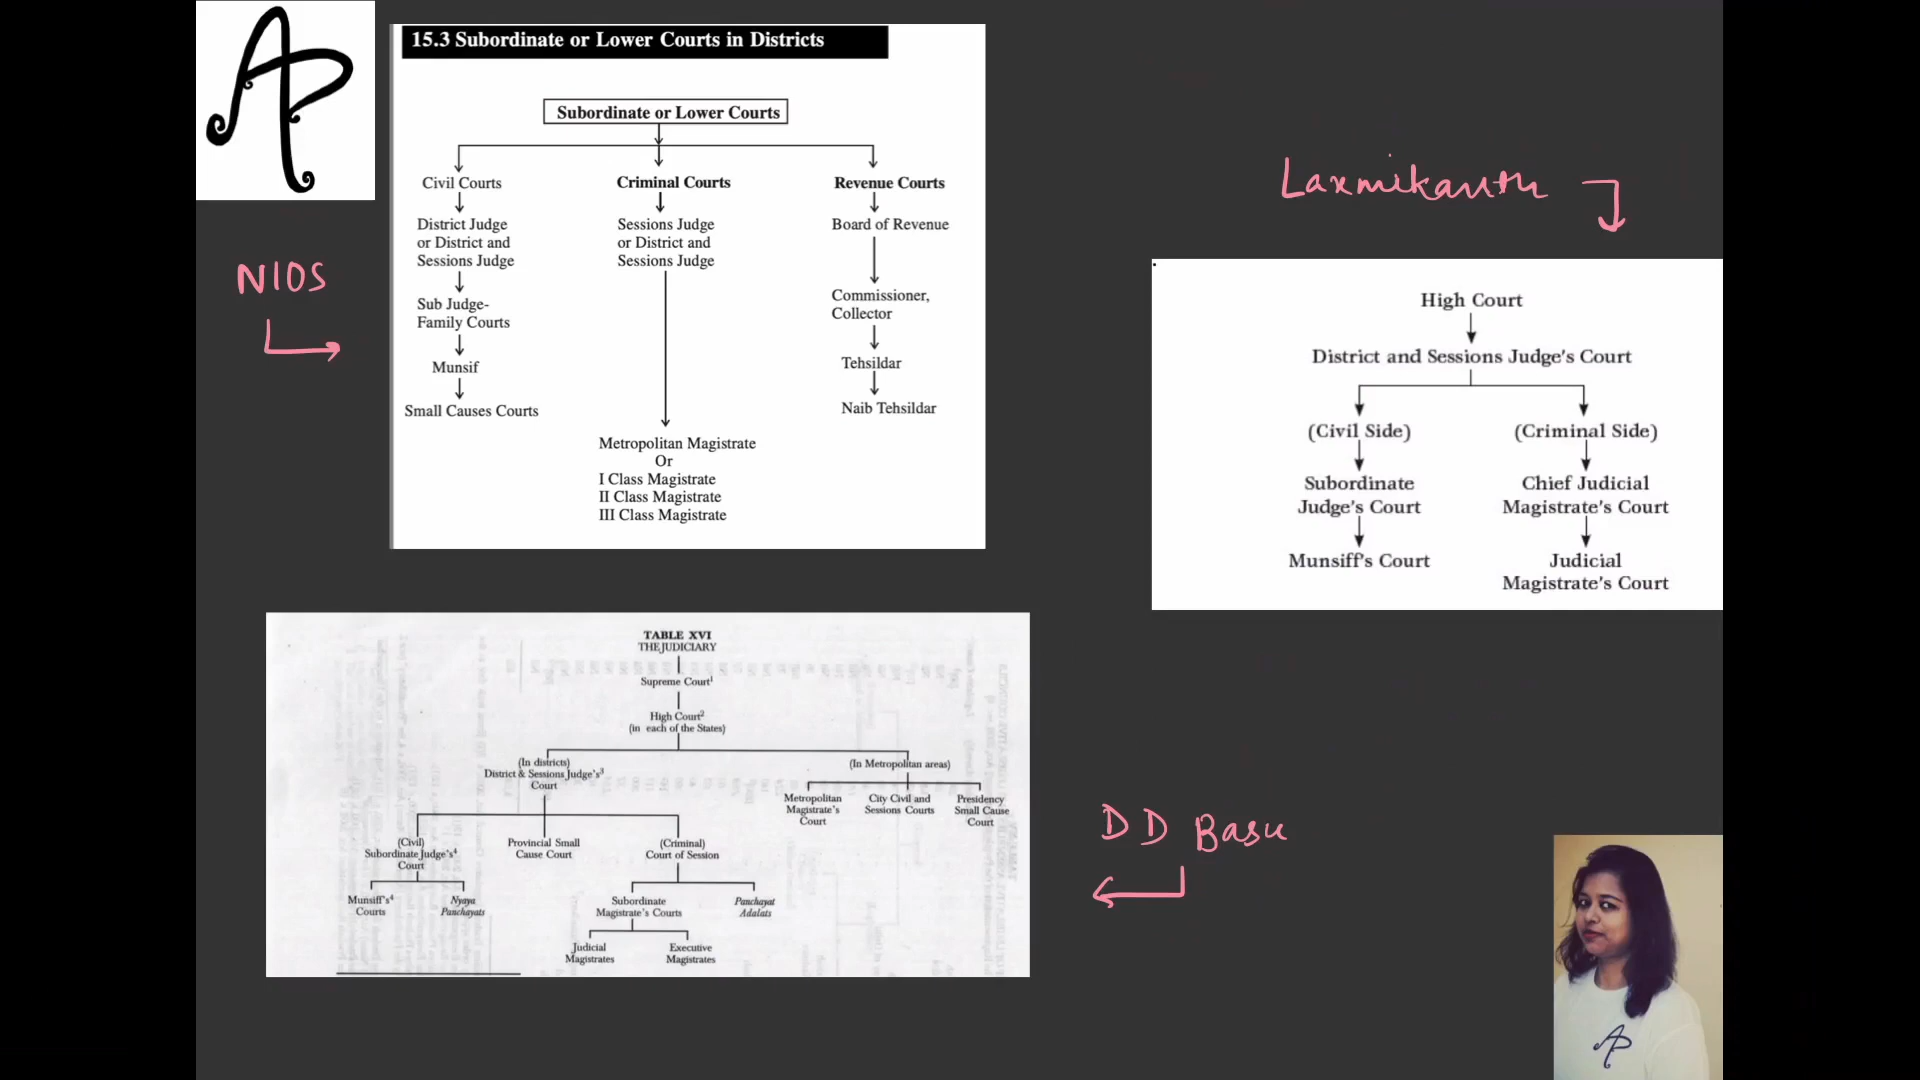 AP
15.3 Subordinate or Lower Courts in Districts
Subordinate or Lower Courts
Civil Courts
District Judge
or District and
Sessions Judge
Sub Judge-
Family Courts
Munsif
Small Causes Courts
Criminal Courts
Sessions Judge
or District and
Sessions Judge
Metropolitan Magistrate
Or
I Class Magistrate
II Class Magistrate
III Class Magistrate
Revenue Courts
Board of Revenue
Commissioner,
Collector
Tehsildar
Naib Tehsildar
NIOS
Laxmikanth
High Court
District and Sessions Judge's Court
(Civil Side)
Subordinate
Judge's Court
Munsiff's Court
(Criminal Side)
Chief Judicial
Magistrate's Court
Judicial
Magistrate's Court
TABLE XVI
THE JUDICIARY
Supreme Court¹
High Court²
(in each of the States)
(In districts)
District & Sessions Judge's³
Court
(In Metropolitan areas)
Metropolitan
Magistrate's
Court
City Civil and
Sessions Courts
Presidency
Small Cause
Court
(Civil)
Subordinate Judge's⁴
Court
Provincial Small
Cause Court
(Criminal)
Court of Session
Munsiff's⁴
Courts
Nyaya
Panchayats
Subordinate
Magistrate's Courts
Panchayat
Adalats
Judicial
Magistrates
Executive
Magistrates
D D Basu
AP